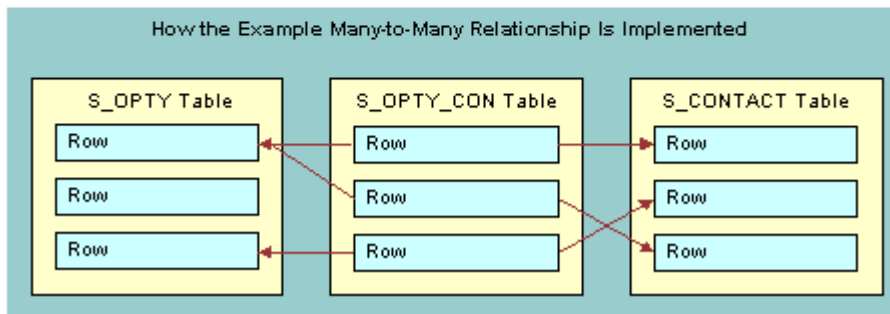 How the Example Many-to-Many Relationship Is Implemented
S_OPTY Table
Row
Row
Row
S_OPTY_CON Table
Row
Row
Row
S_CONTACT Table
Row
Row
Row